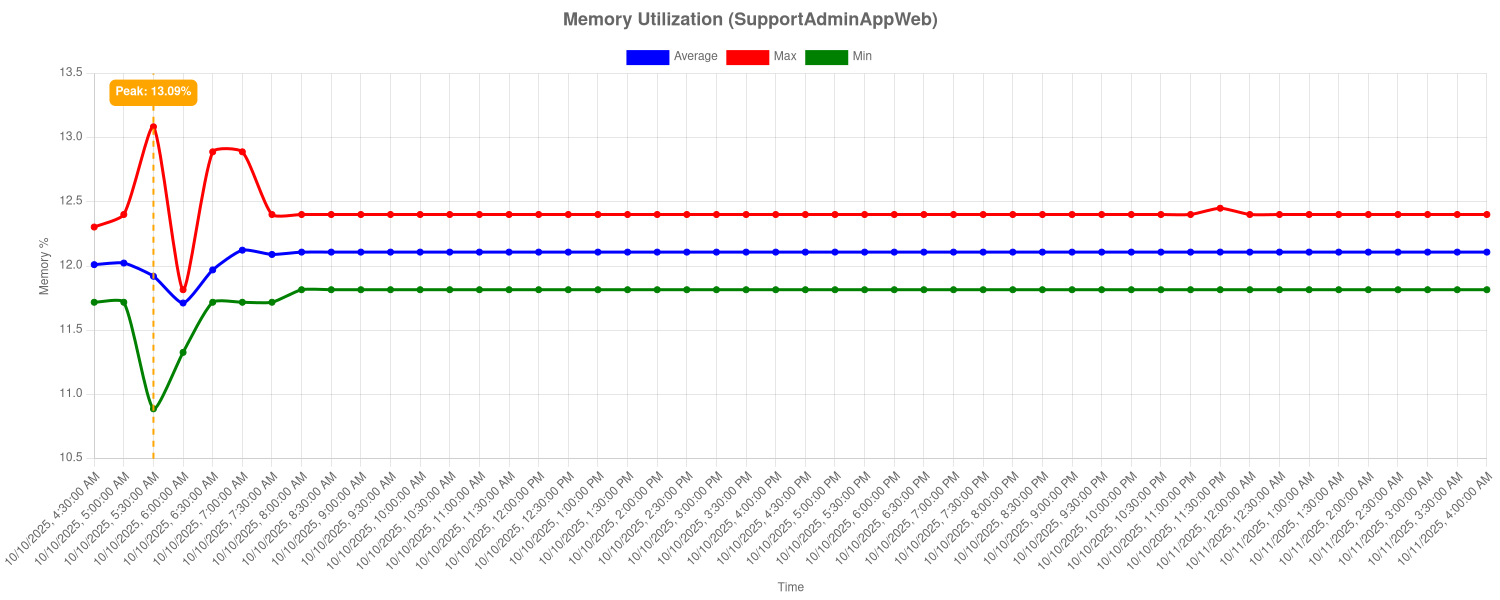 Memory Utilization (SupportAdminAppWeb)
Average Max Min
13.5
Peak: 13.09%
13.0
12.5
12.0
11.5
11.0
10.5
Memory %
10/10/2025, 4:30:00 AM
10/10/2025, 5:00:00 AM
10/10/2025, 5:30:00 AM
10/10/2025, 6:00:00 AM
10/10/2025, 6:30:00 AM
10/10/2025, 7:00:00 AM
10/10/2025, 7:30:00 AM
10/10/2025, 8:00:00 AM
10/10/2025, 8:30:00 AM
10/10/2025, 9:00:00 AM
10/10/2025, 9:30:00 AM
10/10/2025, 10:00:00 AM
10/10/2025, 10:30:00 AM
10/10/2025, 11:00:00 AM
10/10/2025, 11:30:00 AM
10/10/2025, 12:00:00 PM
10/10/2025, 12:30:00 PM
10/10/2025, 1:00:00 PM
10/10/2025, 1:30:00 PM
10/10/2025, 2:00:00 PM
10/10/2025, 2:30:00 PM
10/10/2025, 3:00:00 PM
10/10/2025, 3:30:00 PM
10/10/2025, 4:00:00 PM
10/10/2025, 4:30:00 PM
10/10/2025, 5:00:00 PM
10/10/2025, 5:30:00 PM
10/10/2025, 6:00:00 PM
10/10/2025, 6:30:00 PM
10/10/2025, 7:00:00 PM
10/10/2025, 7:30:00 PM
10/10/2025, 8:00:00 PM
10/10/2025, 8:30:00 PM
10/10/2025, 9:00:00 PM
10/10/2025, 9:30:00 PM
10/10/2025, 10:00:00 PM
10/10/2025, 10:30:00 PM
10/10/2025, 11:00:00 PM
10/10/2025, 11:30:00 PM
10/11/2025, 12:00:00 AM
10/11/2025, 12:30:00 AM
10/11/2025, 1:00:00 AM
10/11/2025, 1:30:00 AM
10/11/2025, 2:00:00 AM
10/11/2025, 2:30:00 AM
10/11/2025, 3:00:00 AM
10/11/2025, 3:30:00 AM
10/11/2025, 4:00:00 AM
Time